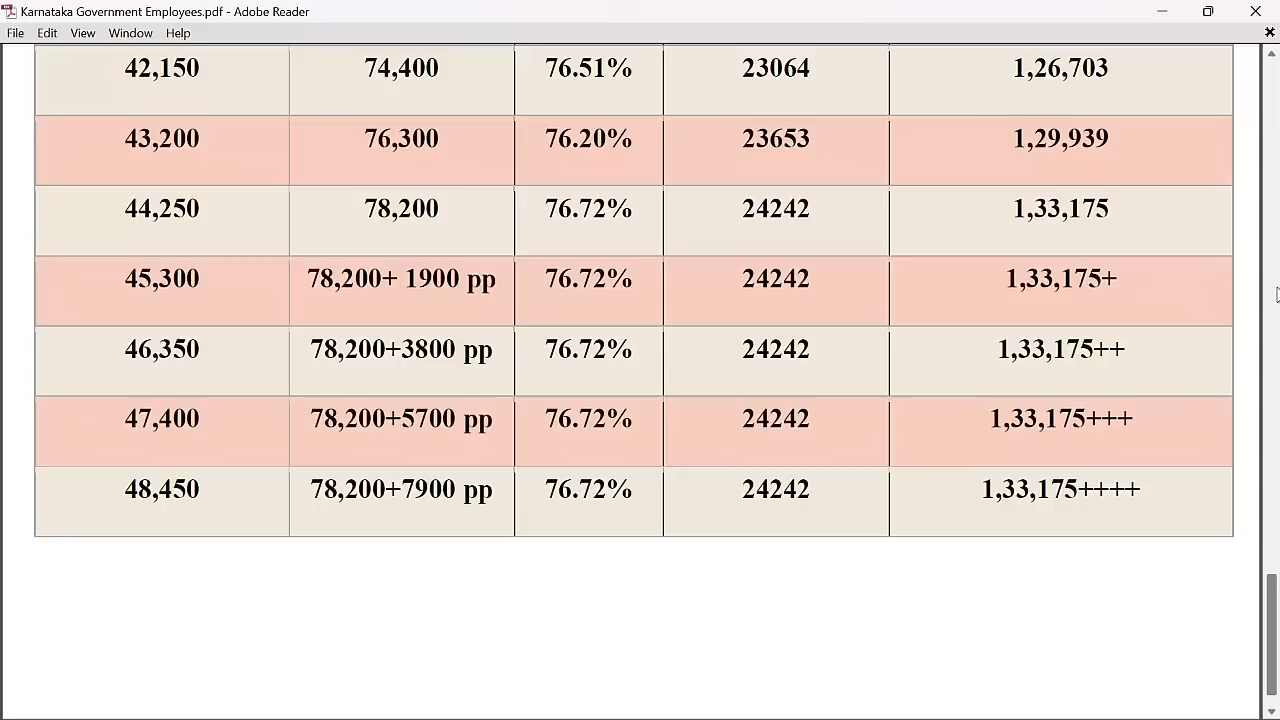 Karnataka Government Employees.pdf - Adobe Reader
File Edit View Window Help
42,150 74,400 76.51% 23064 1,26,703
43,200 76,300 76.20% 23653 1,29,939
44,250 78,200 76.72% 24242 1,33,175
45,300 78,200+ 1900 pp 76.72% 24242 1,33,175+
46,350 78,200+3800 pp 76.72% 24242 1,33,175++
47,400 78,200+5700 pp 76.72% 24242 1,33,175+++
48,450 78,200+7900 pp 76.72% 24242 1,33,175++++